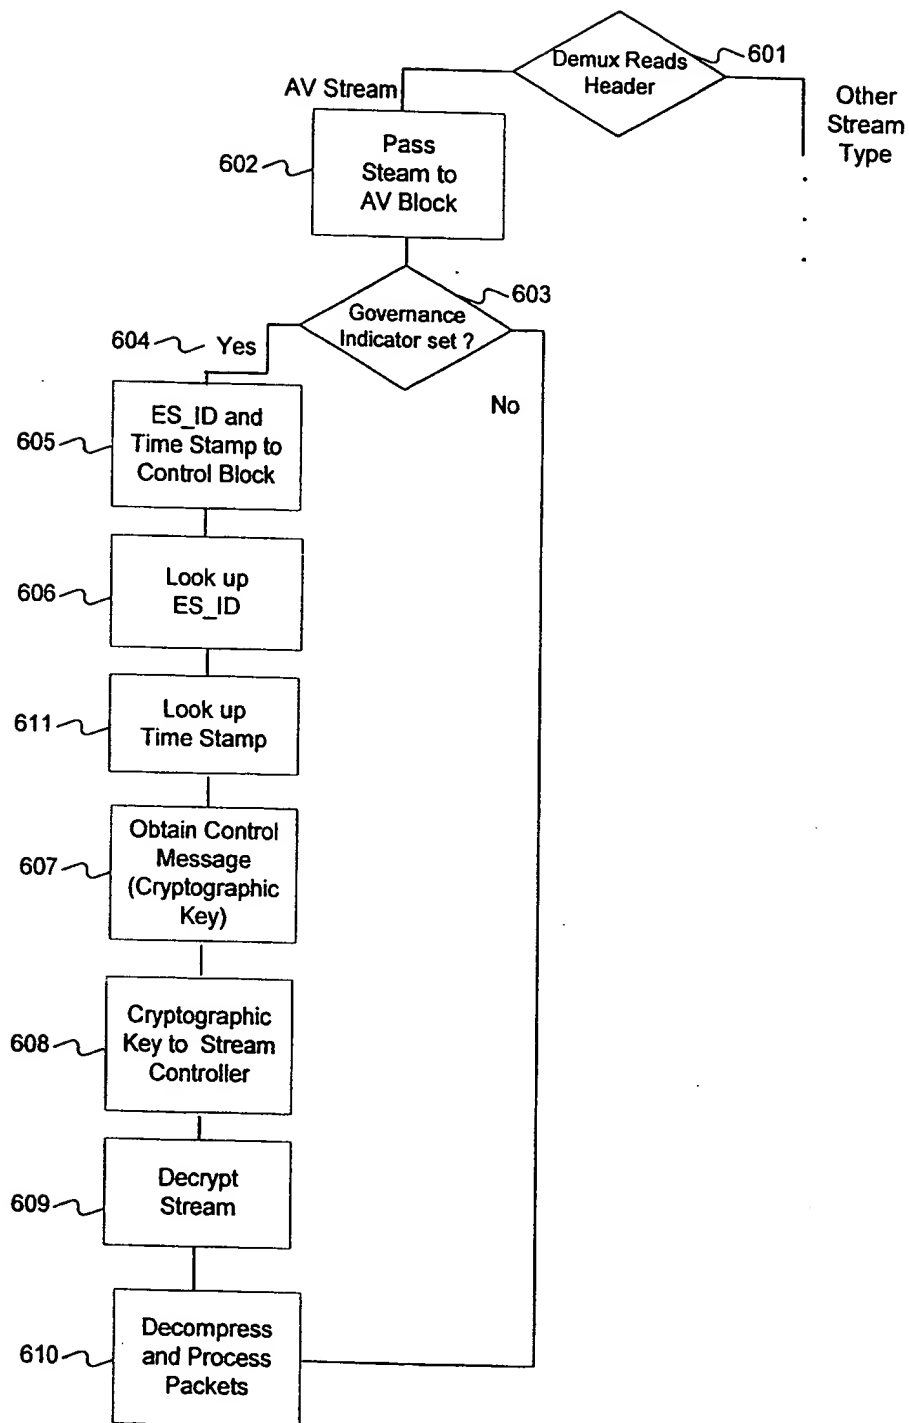 Demux Reads
Header
601
AV Stream
Other
Stream
Type
602
Pass
Steam to
AV Block
603
Governance
Indicator set ?
604
Yes
No
605
ES_ID and
Time Stamp to
Control Block
606
Look up
ES_ID
611
Look up
Time Stamp
607
Obtain Control
Message
(Cryptographic
Key)
608
Cryptographic
Key to Stream
Controller
609
Decrypt
Stream
610
Decompress
and Process
Packets